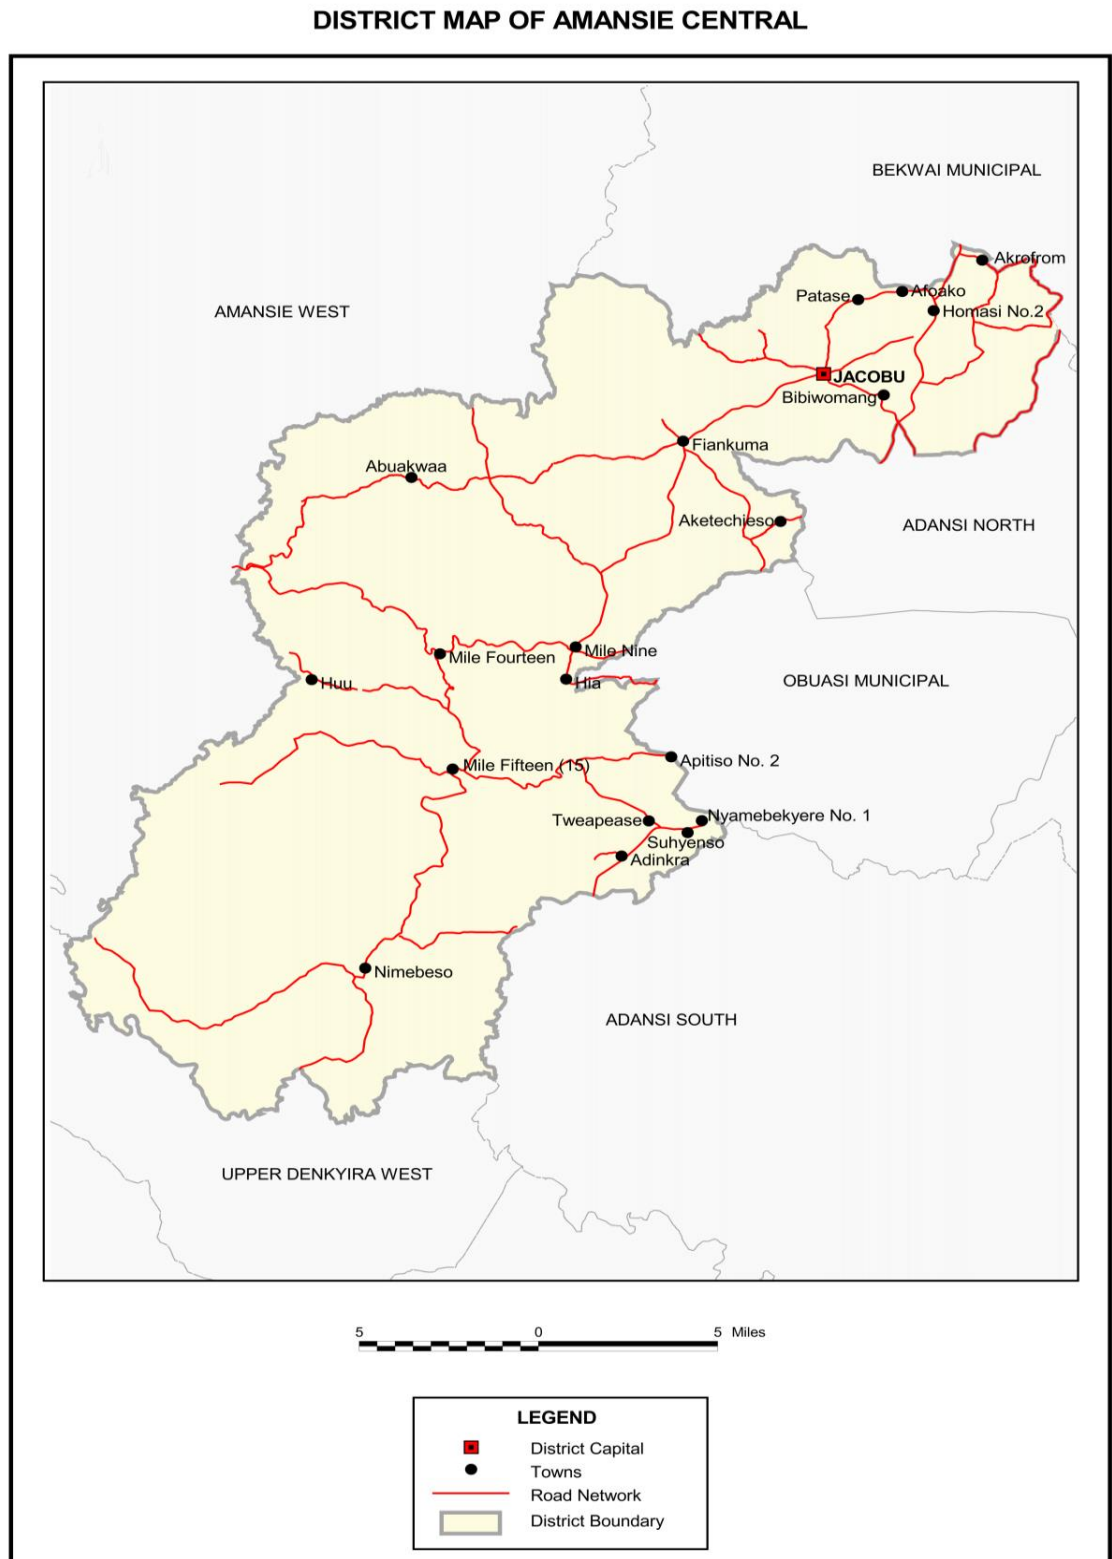 DISTRICT MAP OF AMANSIE CENTRAL
BEKWAI MUNICIPAL
Akrofrom
Patase
Afoako
AMANSIE WEST
Homasi No.2
JACOBU
Bibiwomang
Fiankuma
Abuakwaa
Aketechieso
ADANSI NORTH
Mile Nine
Mile Fourteen
Huu
Hia
OBUASI MUNICIPAL
Apitiso No. 2
Mile Fifteen (15)
Tweapease
Nyamebekyere No. 1
Suhyenso
Adinkra
Nimebeso
ADANSI SOUTH
UPPER DENKYIRA WEST
5 0 5 Miles
LEGEND
District Capital
Towns
Road Network
District Boundary